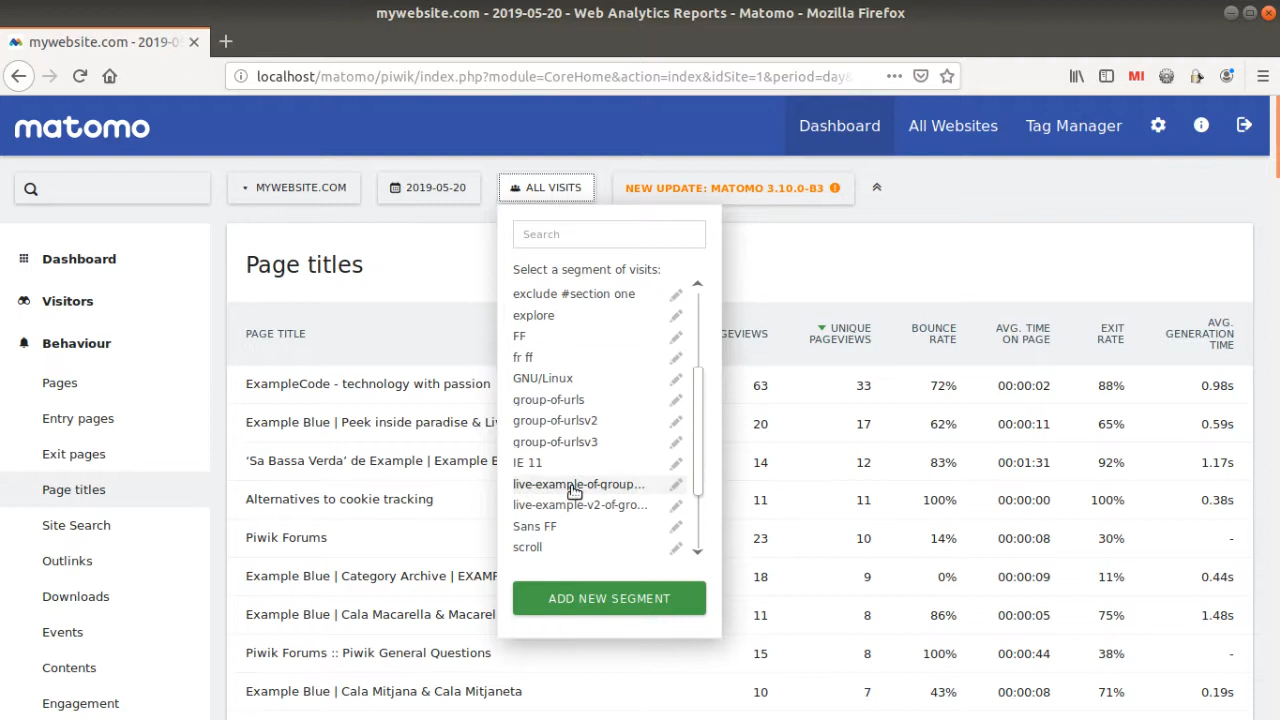 mywebsite.com - 2019-05-20 - Web Analytics Reports - Matomo - Mozilla Firefox
mywebsite.com - 2019-0
localhost/matomo/piwik/index.php?module=CoreHome&action=index&idSite=1&period=day&
MI
matomo
Dashboard
All Websites
Tag Manager
MYWEBSITE.COM
2019-05-20
ALL VISITS
NEW UPDATE: MATOMO 3.10.0-B3
Search
Select a segment of visits:
exclude #section one
explore
FF
fr ff
GNU/Linux
group-of-urls
group-of-urlsv2
group-of-urlsv3
IE 11
live-example-of-group...
live-example-v2-of-gro...
Sans FF
scroll
ADD NEW SEGMENT
Dashboard
Visitors
Behaviour
Pages
Entry pages
Exit pages
Page titles
Site Search
Outlinks
Downloads
Events
Contents
Engagement
Page titles
PAGE TITLE GEVIEWS UNIQUE PAGEVIEWS BOUNCE RATE AVG. TIME ON PAGE EXIT RATE AVG. GENERATION TIME
ExampleCode - technology with passion 63 33 72% 00:00:02 88% 0.98s
Example Blue | Peek inside paradise & Li 20 17 62% 00:00:11 65% 0.59s
‘Sa Bassa Verda’ de Example | Example B 14 12 83% 00:01:31 92% 1.17s
Alternatives to cookie tracking 11 11 100% 00:00:00 100% 0.38s
Piwik Forums 23 10 14% 00:00:08 30% -
Example Blue | Category Archive | EXAMP 18 9 0% 00:00:09 11% 0.44s
Example Blue | Cala Macarella & Macarel 11 8 86% 00:00:05 75% 1.48s
Piwik Forums :: Piwik General Questions 15 8 100% 00:00:44 38% -
Example Blue | Cala Mitjana & Cala Mitjaneta 10 7 43% 00:00:08 71% 0.19s